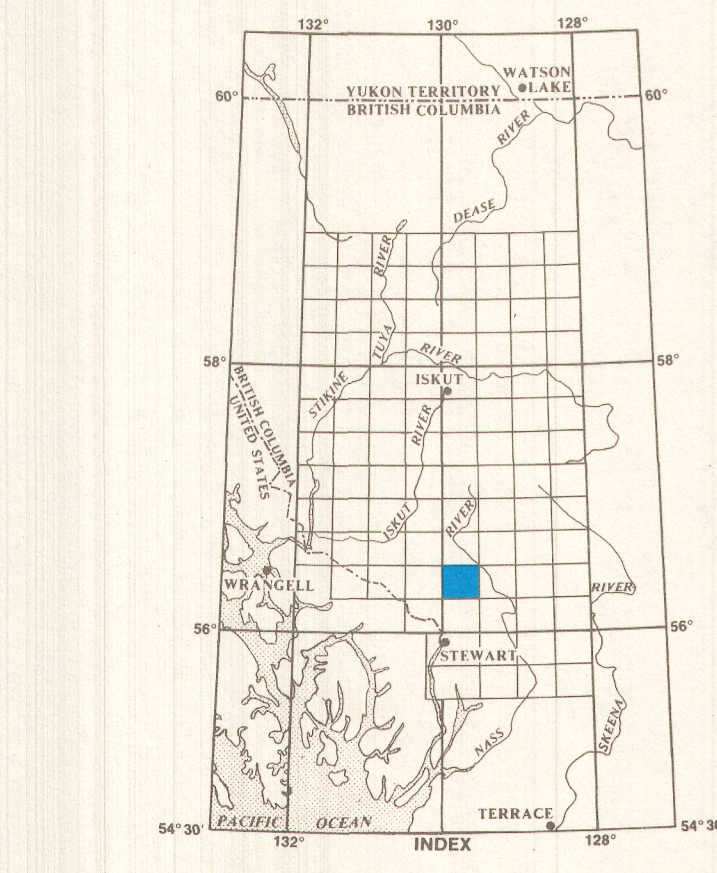 132°
130°
128°
WATSON
LAKE
60°
YUKON TERRITORY
60°
BRITISH COLUMBIA
RIVER
DEASE
RIVER
TUYA
RIVER
58°
58°
ISKUT
STIKINE
BRITISH COLUMBIA
UNITED STATES
RIVER
ISKUT
RIVER
WRANGELL
RIVER
56°
56°
STEWART
SKEENA
NASS
TERRACE
54° 30'
PACIFIC OCEAN
54° 30
132°
INDEX
128°